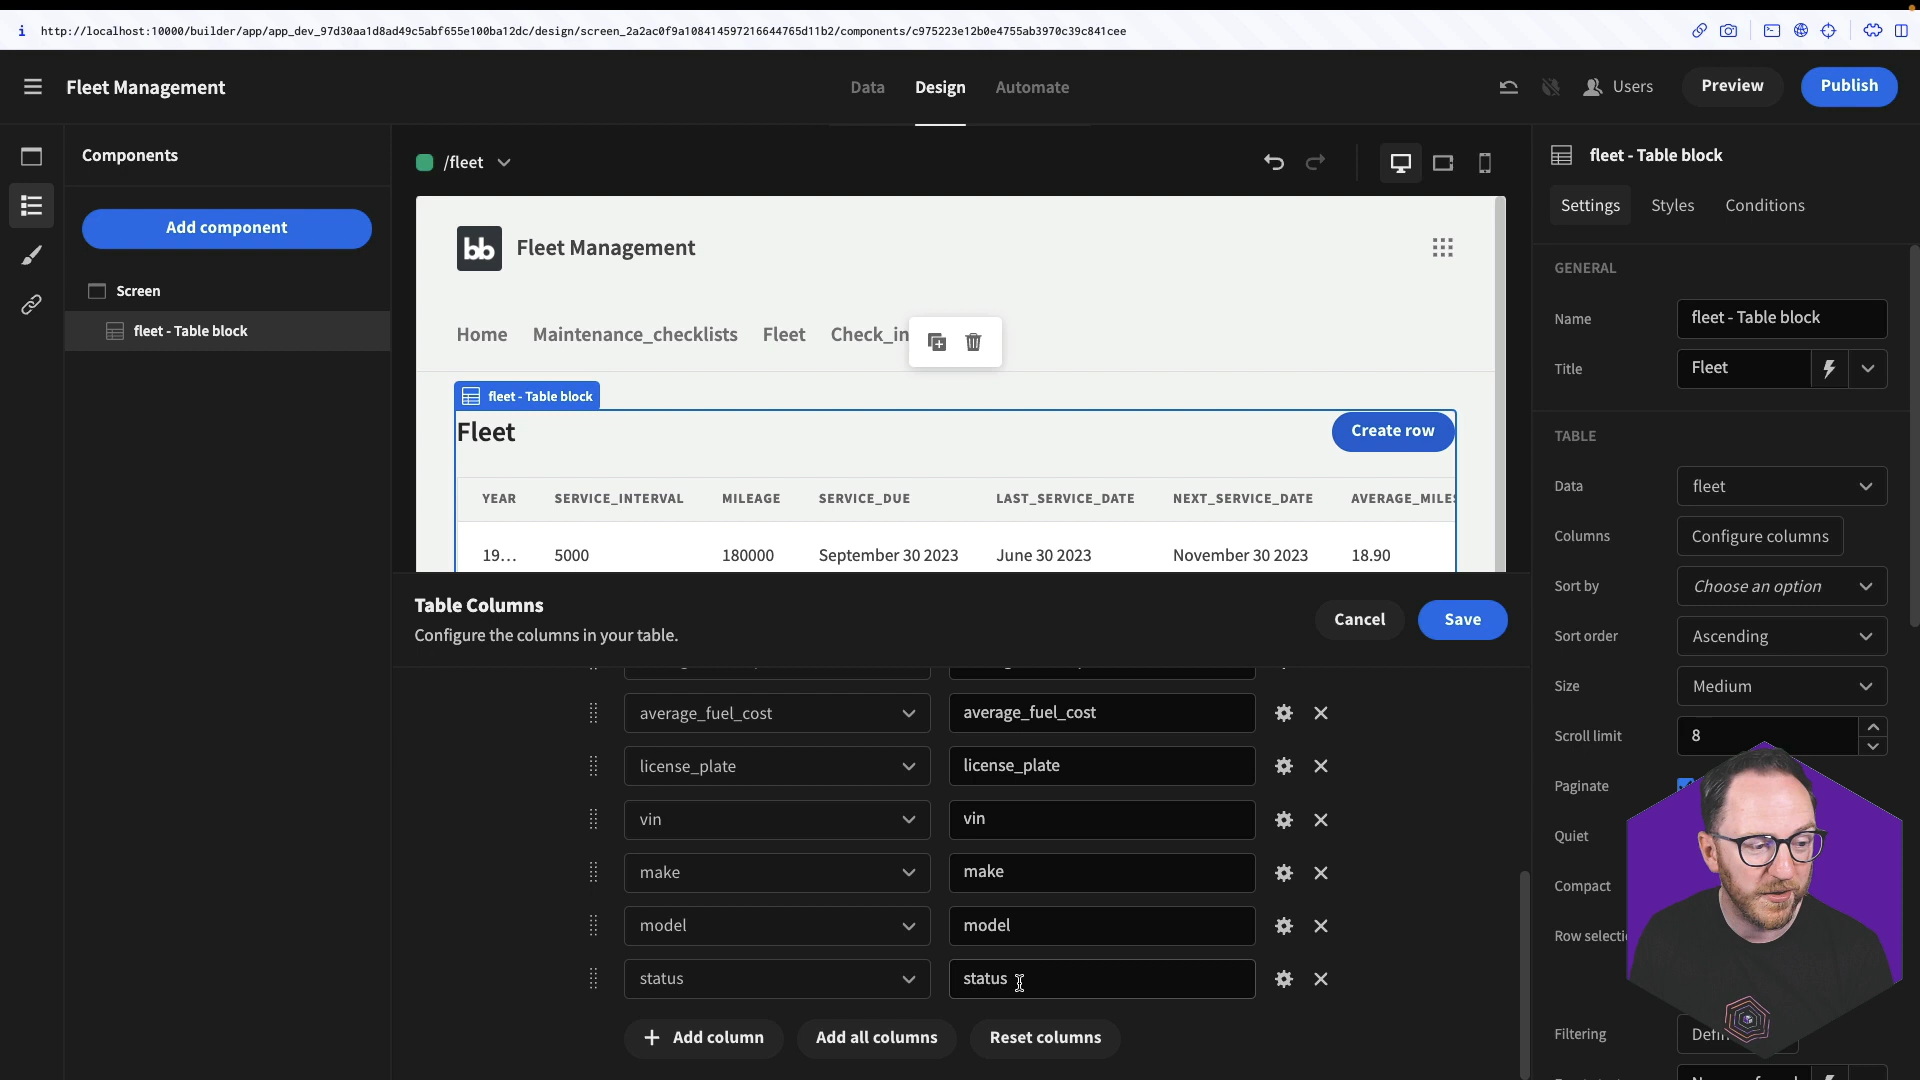 http://localhost:10000/builder/app/app_dev_97d30aa1d8ad49c5abf655e100ba12dc/design/screen_2a2ac0f9a108414597216644765d11b2/components/c975223e12b0e4755ab3970c39c841cee
Fleet Management
Data
Design
Automate
Users
Preview
Publish
Components
Add component
Screen
fleet - Table block
/fleet
bb Fleet Management
Home Maintenance_checklists Fleet Check_in
fleet - Table block
Fleet
Create row
YEAR SERVICE_INTERVAL MILEAGE SERVICE_DUE LAST_SERVICE_DATE NEXT_SERVICE_DATE AVERAGE_MILES
19... 5000 180000 September 30 2023 June 30 2023 November 30 2023 18.90
Table Columns
Configure the columns in your table.
Cancel
Save
average_fuel_cost average_fuel_cost
license_plate license_plate
vin vin
make make
model model
status status
Add column
Add all columns
Reset columns
fleet - Table block
Settings Styles Conditions
GENERAL
Name fleet - Table block
Title Fleet
TABLE
Data fleet
Columns Configure columns
Sort by Choose an option
Sort order Ascending
Size Medium
Scroll limit 8
Paginate
Quiet
Compact
Row selecti
Filtering Defin